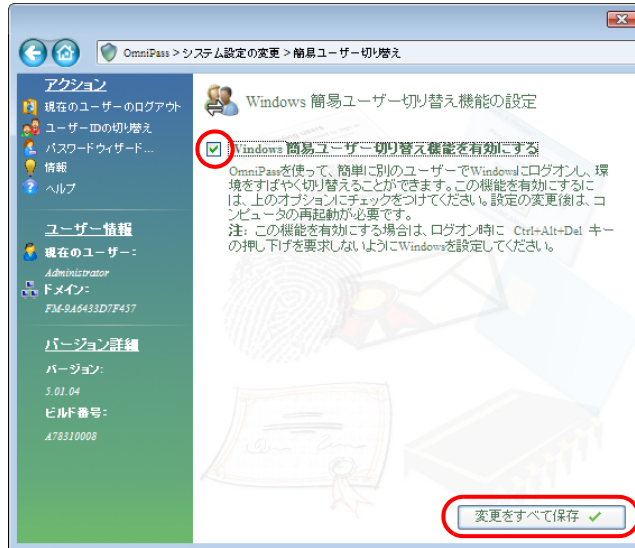 OmniPass > システム設定の変更 > 簡易ユーザー切り替え
アクション
現在のユーザーのログアウト
ユーザーIDの切り替え
パスワードウィザード...
情報
ヘルプ
ユーザー情報
現在のユーザー:
Administrator
ドメイン:
FM-9A6433D7F457
バージョン詳細
バージョン:
5.01.04
ビルド番号:
A78310008
Windows 簡易ユーザー切り替え機能の設定
Windows 簡易ユーザー切り替え機能を有効にする
OmniPassを使って、簡単に別のユーザーでWindowsにログオンし、環
境をすばやく切り替えることができます。この機能を有効にするに
は、上のオプションにチェックをつけてください。設定の変更後は、コ
ンピュータの再起動が必要です。
注: この機能を有効にする場合は、ログオン時に Ctrl+Alt+Del キー
の押し下げを要求しないようにWindowsを設定してください。
変更をすべて保存